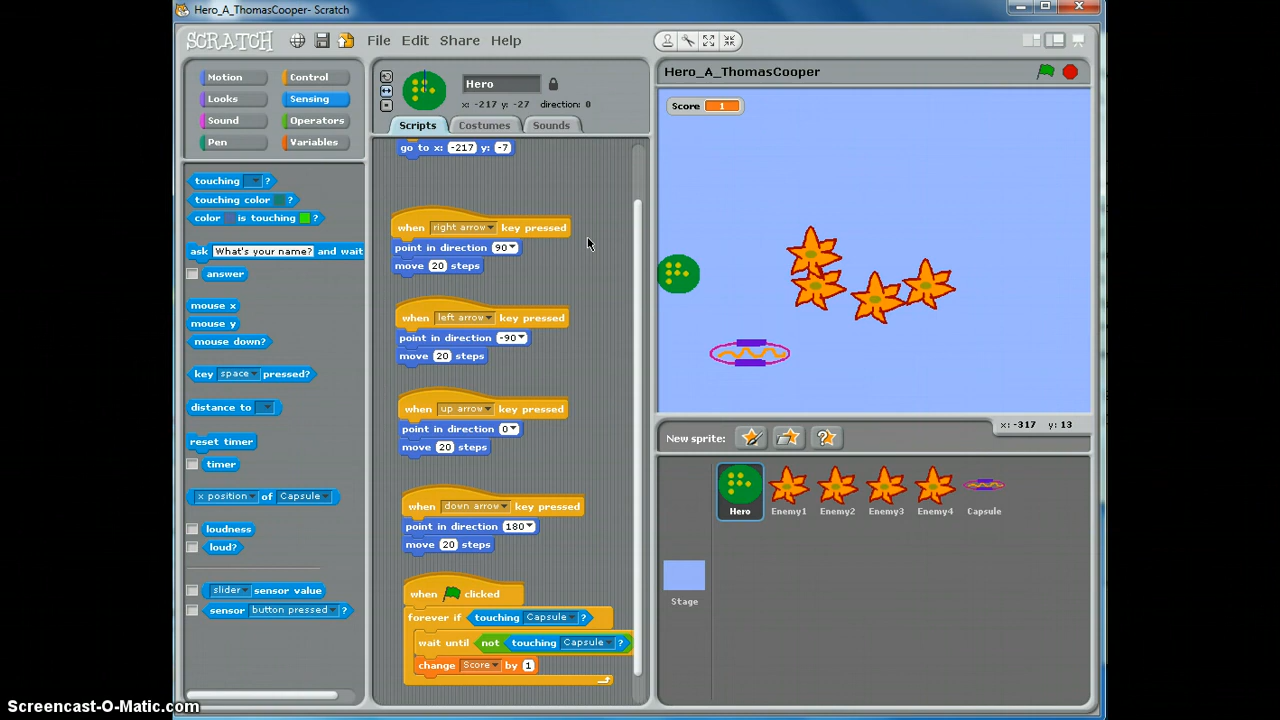 Hero_A_ThomasCooper- Scratch
SCRATCH File Edit Share Help
Motion Control
Looks Sensing
Sound Operators
Pen Variables
touching ?
touching color ?
color is touching ?
ask What's your name? and wait
answer
mouse x
mouse y
mouse down?
key space pressed?
distance to
reset timer
timer
x position of Capsule
loudness
loud?
slider sensor value
sensor button pressed ?
Hero
x: -217 y: -27 direction: 0
Scripts Costumes Sounds
go to x: -217 y: -7
when right arrow key pressed
point in direction 90
move 20 steps
when left arrow key pressed
point in direction -90
move 20 steps
when up arrow key pressed
point in direction 0
move 20 steps
when down arrow key pressed
point in direction 180
move 20 steps
when clicked
forever if touching Capsule ?
wait until not touching Capsule ?
change Score by 1
Hero_A_ThomasCooper
Score 1
x: -317 y: 13
New sprite:
Hero Enemy1 Enemy2 Enemy3 Enemy4 Capsule
Stage
Screencast-O-Matic.com